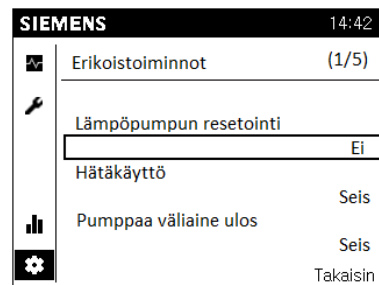 SIEMENS 14:42
Erikoistoiminnot (1/5)
Lämpöpumpun resetointi
Ei
Hätäkäyttö
Seis
Pumppaa väliaine ulos
Seis
Takaisin